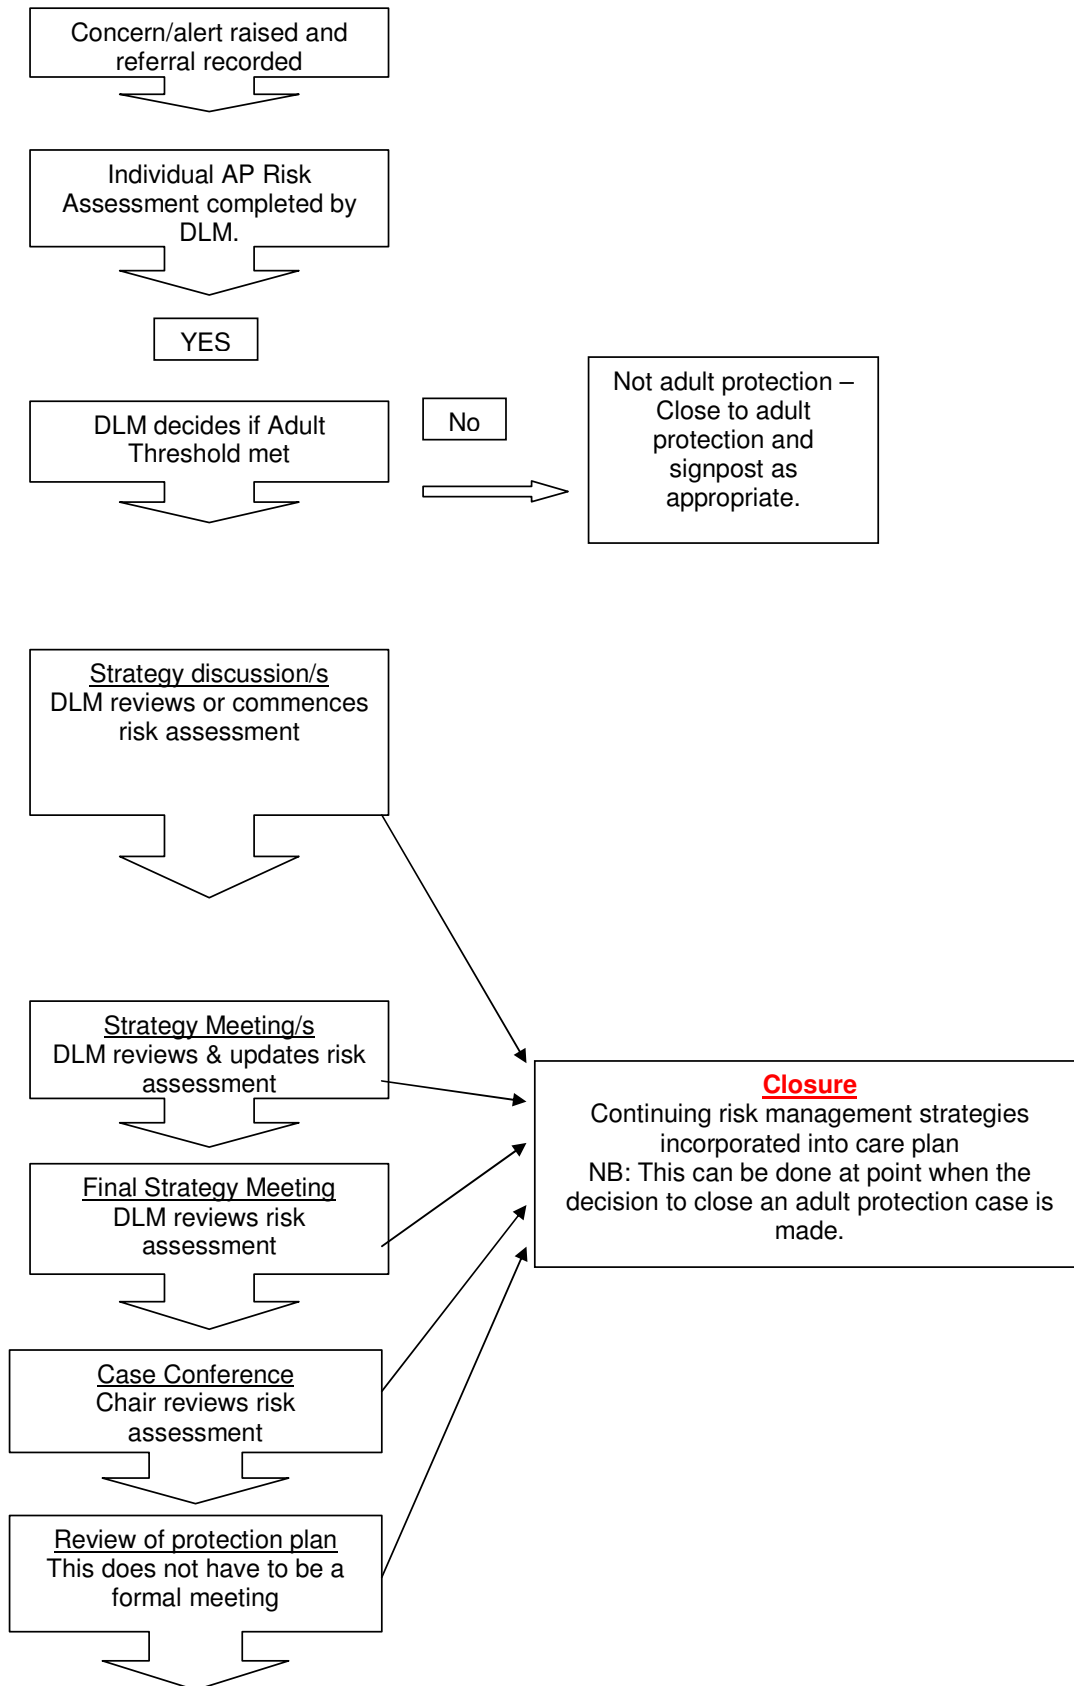 Concern/alert raised and
referral recorded
Individual AP Risk
Assessment completed by
DLM.
YES
DLM decides if Adult
Threshold met
No
Not adult protection –
Close to adult
protection and
signpost as
appropriate.
Strategy discussion/s
DLM reviews or commences
risk assessment
Strategy Meeting/s
DLM reviews & updates risk
assessment
Final Strategy Meeting
DLM reviews risk
assessment
Closure
Continuing risk management strategies
incorporated into care plan
NB: This can be done at point when the
decision to close an adult protection case is
made.
Case Conference
Chair reviews risk
assessment
Review of protection plan
This does not have to be a
formal meeting